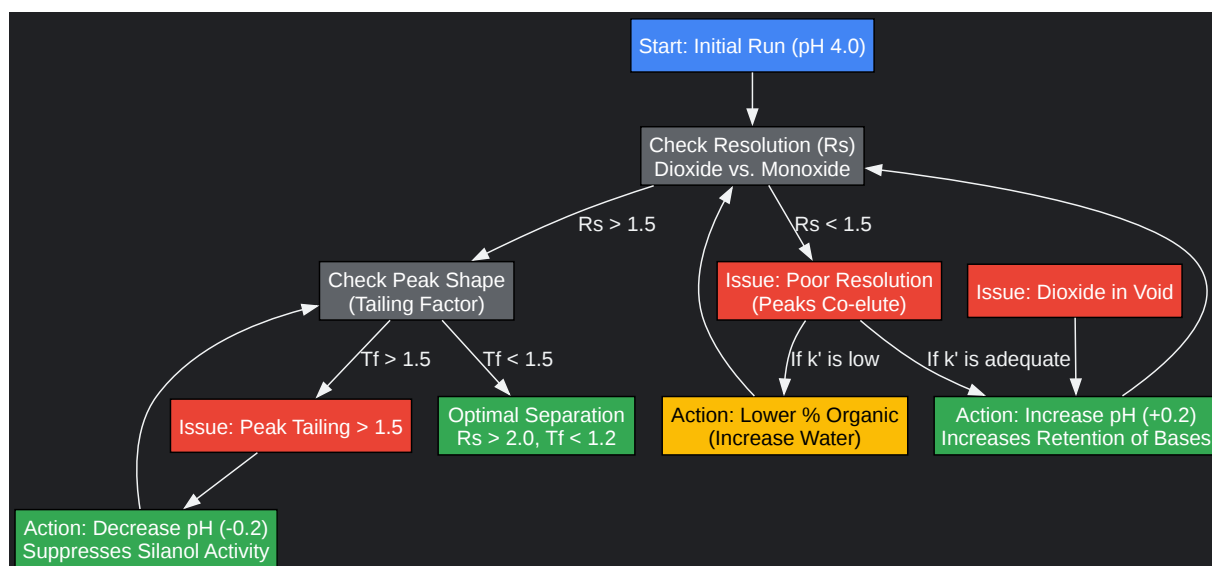 Start: Initial Run (pH 4.0)
Check Resolution (Rs)
Dioxide vs. Monoxide
Rs > 1.5
Rs < 1.5
Check Peak Shape
(Tailing Factor)
Issue: Poor Resolution
(Peaks Co-elute)
Issue: Dioxide in Void
Tf > 1.5
Tf < 1.5
If k' is low
If k' is adequate
Issue: Peak Tailing > 1.5
Optimal Separation
Rs > 2.0, Tf < 1.2
Action: Lower % Organic
(Increase Water)
Action: Increase pH (+0.2)
Increases Retention of Bases
Action: Decrease pH (-0.2)
Suppresses Silanol Activity